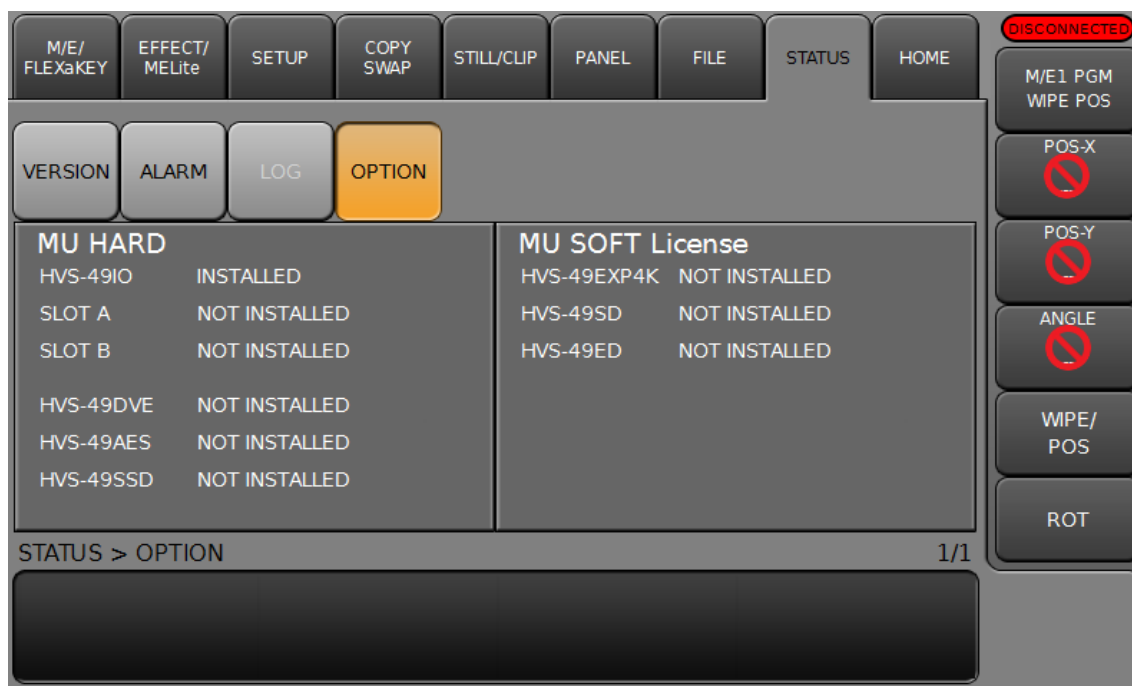 M/E/
FLEXaKEY
EFFECT/
MELite
SETUP
COPY
SWAP
STILL/CLIP
PANEL
FILE
STATUS
HOME
DISCONNECTED
M/E1 PGM
WIPE POS
VERSION
ALARM
LOG
OPTION
POS-X
POS-Y
ANGLE
WIPE/
POS
ROT
MU HARD
HVS-49IO INSTALLED
SLOT A NOT INSTALLED
SLOT B NOT INSTALLED
HVS-49DVE NOT INSTALLED
HVS-49AES NOT INSTALLED
HVS-49SSD NOT INSTALLED
MU SOFT License
HVS-49EXP4K NOT INSTALLED
HVS-49SD NOT INSTALLED
HVS-49ED NOT INSTALLED
STATUS > OPTION
1/1